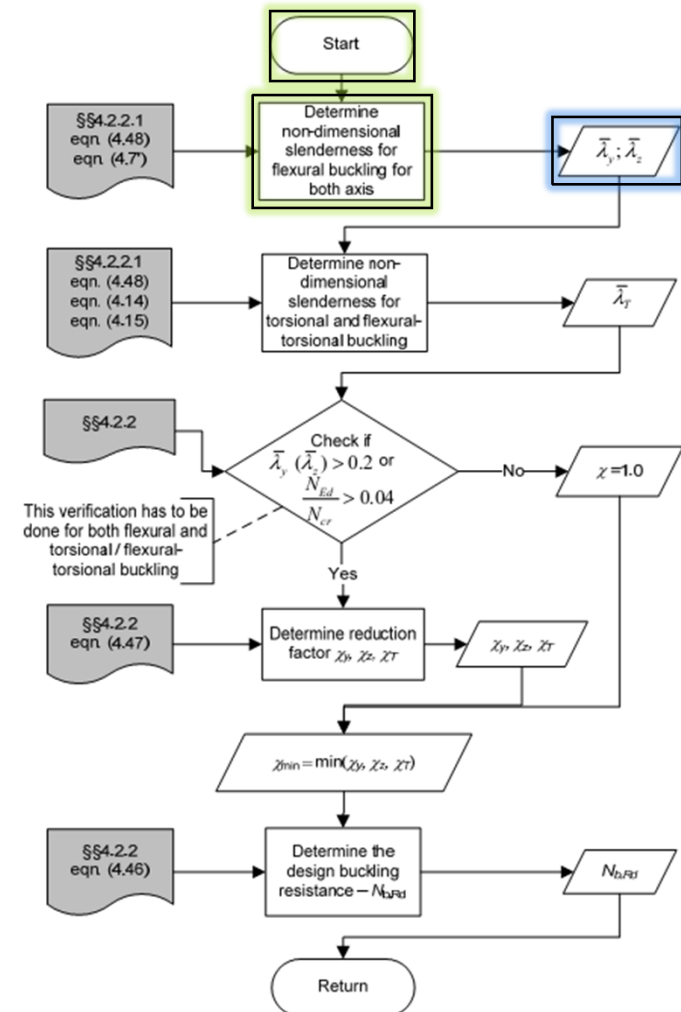 Start
§§4.2.2.1
eqn. (4.48)
eqn. (4.7*)
Determine
non-dimensional
slenderness for
flexural buckling for
both axis
λ̅y; λ̅z
§§4.2.2.1
eqn. (4.48)
eqn. (4.14)
eqn. (4.15)
Determine non-
dimensional
slenderness for
torsional and flexural-
torsional buckling
λ̅T
§§4.2.2
Check if
λ̅y (λ̅z) > 0.2 or
NEd
Ncr
> 0.04
No
χ =1.0
This verification has to be
done for both flexural and
torsional / flexural-
torsional buckling
Yes
§§4.2.2
eqn. (4.47)
Determine reduction
factor χy, χz, χT
χy, χz, χT
χmin = min(χy, χz, χT)
§§4.2.2
eqn. (4.46)
Determine the
design buckling
resistance – Nb,Rd
Nb,Rd
Return